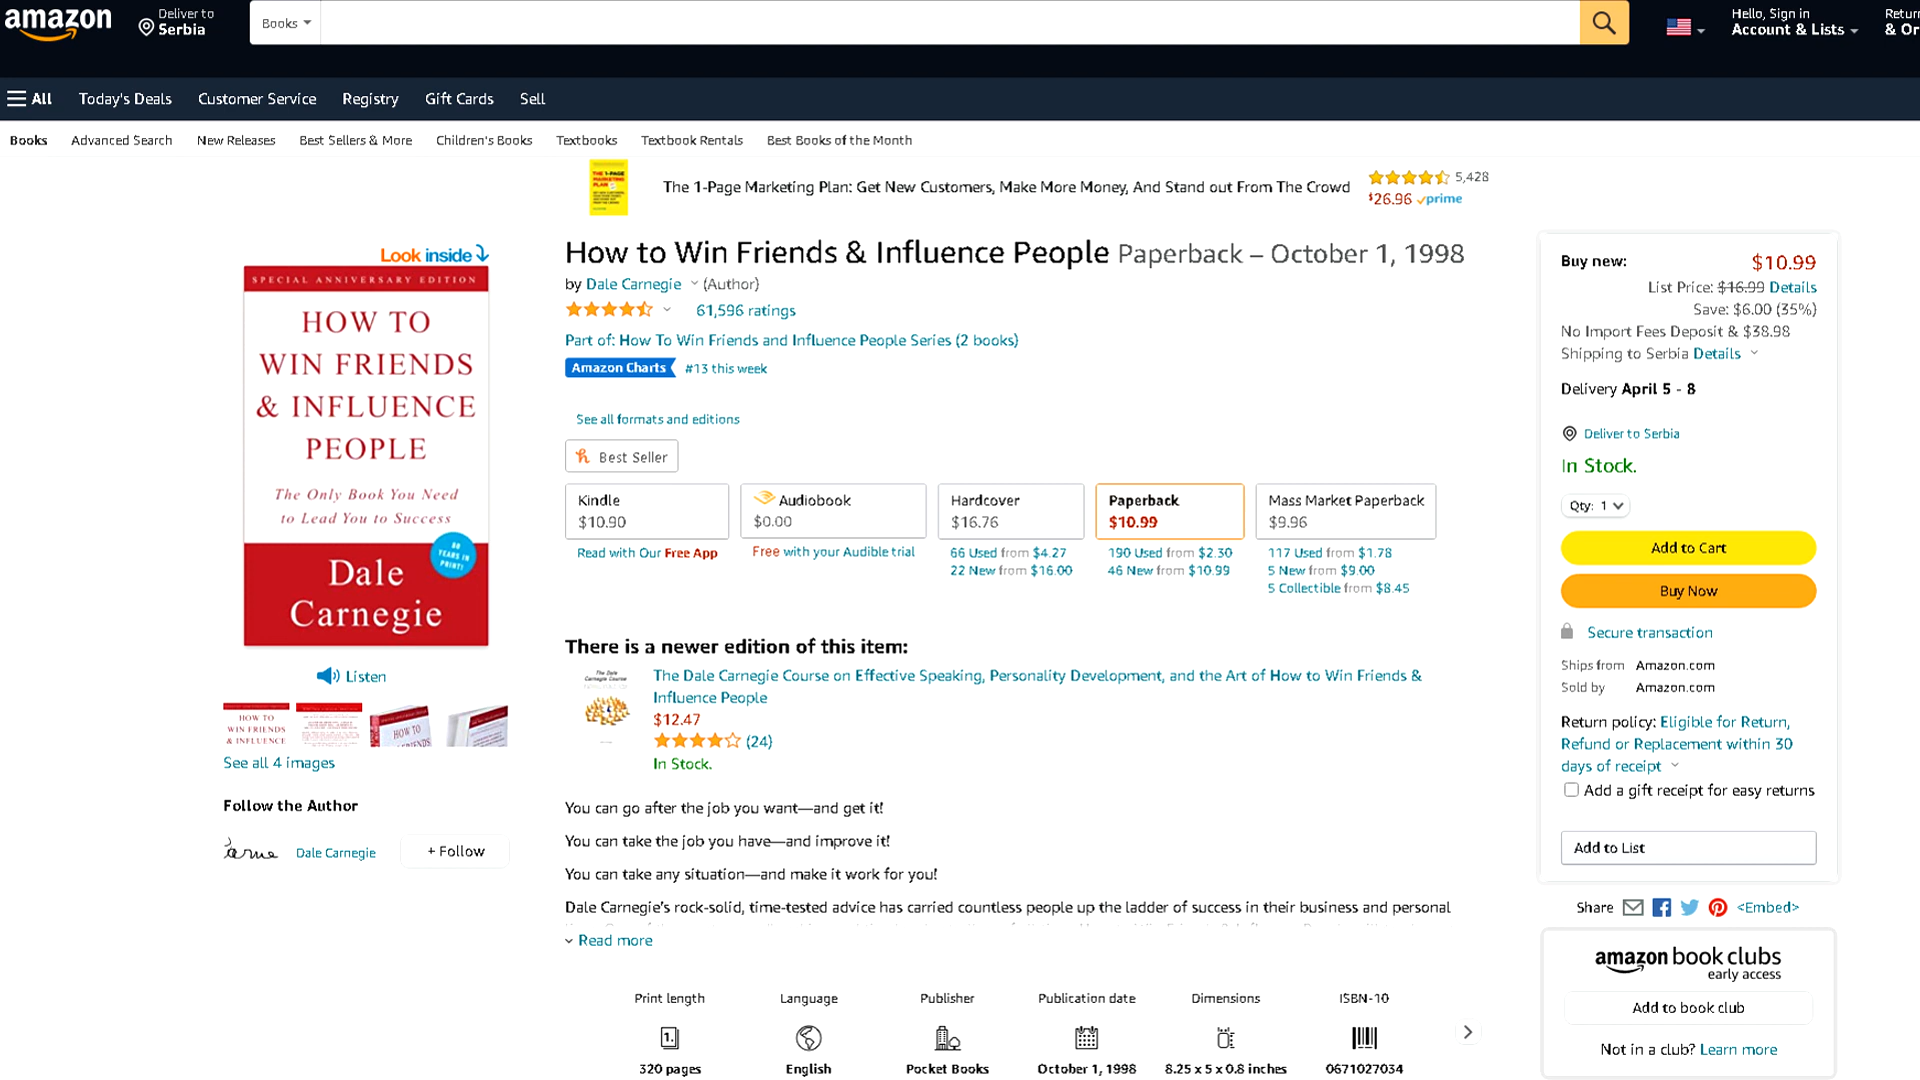 amazon
Deliver to
Serbia
Books
Hello, Sign in
Account & Lists
Return
& Or
All
Today's Deals
Customer Service
Registry
Gift Cards
Sell
Books
Advanced Search
New Releases
Best Sellers & More
Children's Books
Textbooks
Textbook Rentals
Best Books of the Month
The 1-Page Marketing Plan: Get New Customers, Make More Money, And Stand out From The Crowd
5,428
$26.96 prime
Look inside
SPECIAL ANNIVERSARY EDITION
HOW TO
WIN FRIENDS
& INFLUENCE
PEOPLE
The Only Book You Need
to Lead You to Success
YEARS IN
PRINT!
Dale
Carnegie
Listen
HOW TO
WIN FRIENDS
& INFLUENCE
HOW TO
See all 4 images
Follow the Author
Dale Carnegie
+ Follow
How to Win Friends & Influence People Paperback – October 1, 1998
by Dale Carnegie (Author)
61,596 ratings
Part of: How To Win Friends and Influence People Series (2 books)
Amazon Charts #13 this week
See all formats and editions
Best Seller
Kindle
$10.90
Read with Our Free App
Audiobook
$0.00
Free with your Audible trial
Hardcover
$16.76
66 Used from $4.27
22 New from $16.00
Paperback
$10.99
190 Used from $2.30
46 New from $10.99
Mass Market Paperback
$9.96
117 Used from $1.78
5 New from $9.00
5 Collectible from $8.45
There is a newer edition of this item:
The Dale
Carnegie Course
The Dale Carnegie Course on Effective Speaking, Personality Development, and the Art of How to Win Friends &
Influence People
$12.47
(24)
In Stock.
You can go after the job you want—and get it!
You can take the job you have—and improve it!
You can take any situation—and make it work for you!
Dale Carnegie's rock-solid, time-tested advice has carried countless people up the ladder of success in their business and personal
Read more
Print length
320 pages
Language
English
Publisher
Pocket Books
Publication date
October 1, 1998
Dimensions
8.25 x 5 x 0.8 inches
ISBN-10
0671027034
Buy new:
$10.99
List Price: $16.99 Details
Save: $6.00 (35%)
No Import Fees Deposit & $38.98
Shipping to Serbia Details
Delivery April 5 - 8
Deliver to Serbia
In Stock.
Qty: 1
Add to Cart
Buy Now
Secure transaction
Ships from Amazon.com
Sold by Amazon.com
Return policy: Eligible for Return,
Refund or Replacement within 30
days of receipt
Add a gift receipt for easy returns
Add to List
Share <Embed>
amazon book clubs
early access
Add to book club
Not in a club? Learn more